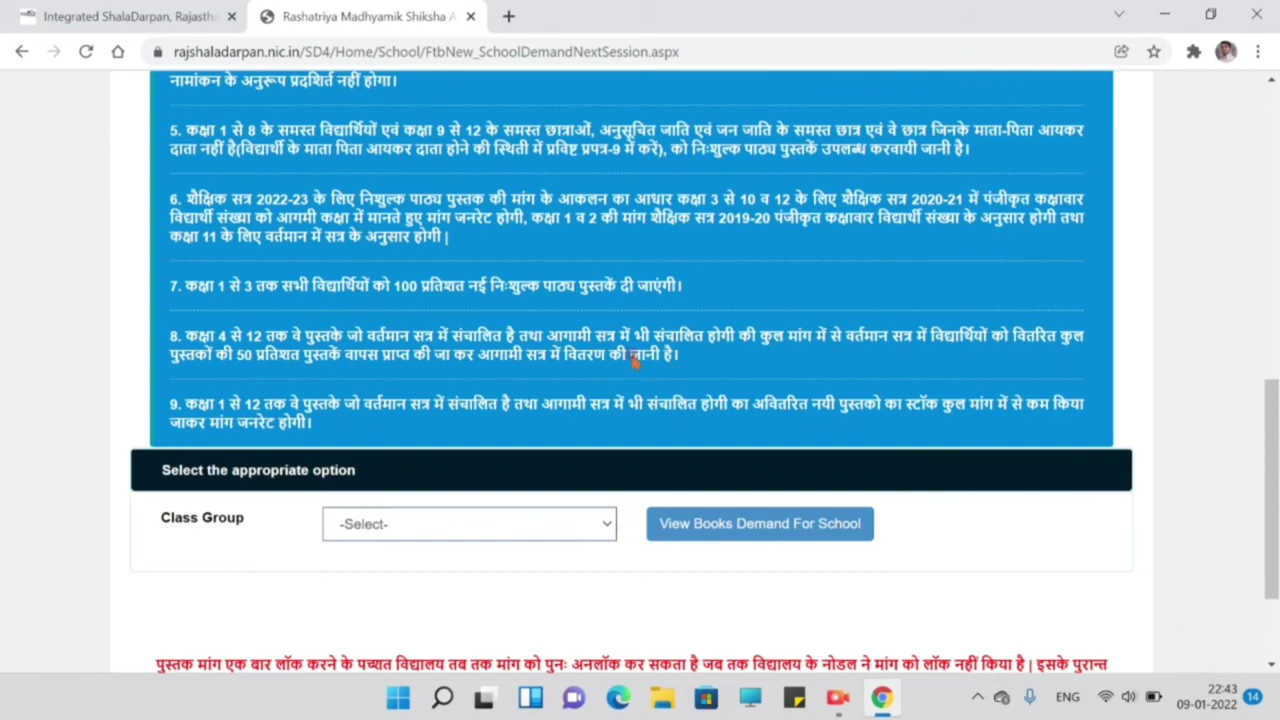 Integrated ShalaDarpan, Rajasth
Rashatriya Madhyamik Shiksha A
rajshaladarpan.nic.in/SD4/Home/School/FtbNew_SchoolDemandNextSession.aspx
नामांकन के अनुरूप प्रदशिर्त नहीं होगा।
5. कक्षा 1 से 8 के समस्त विद्यार्थियों एवं कक्षा 9 से 12 के समस्त छात्राओं, अनुसूचित जाति एवं जन जाति के समस्त छात्र एवं वे छात्र जिनके माता-पिता आयकर
दाता नहीं है(विद्यार्थी के माता पिता आयकर दाता होने की स्थिती में प्रविष्ट प्रपत्र-9 में करें), को निःशुल्क पाठ्य पुस्तकें उपलब्ध करवायी जानी है।
6. शैक्षिक सत्र 2022-23 के लिए निशुल्क पाठ्य पुस्तक की मांग के आकलन का आधार कक्षा 3 से 10 व 12 के लिए शैक्षिक सत्र 2020-21 में पंजीकृत कक्षावार
विद्यार्थी संख्या को आगमी कक्षा में मानते हुए मांग जनरेट होगी, कक्षा 1 व 2 की मांग शैक्षिक सत्र 2019-20 पंजीकृत कक्षावार विद्यार्थी संख्या के अनुसार होगी तथा
कक्षा 11 के लिए वर्तमान में सत्र के अनुसार होगी |
7. कक्षा 1 से 3 तक सभी विद्यार्थियों को 100 प्रतिशत नई निःशुल्क पाठ्य पुस्तकें दी जाएंगी।
8. कक्षा 4 से 12 तक वे पुस्तके जो वर्तमान सत्र में संचालित है तथा आगामी सत्र में भी संचालित होगी की कुल मांग में से वर्तमान सत्र में विद्यार्थियों को वितरित कुल
पुस्तकों की 50 प्रतिशत पुस्तकें वापस प्राप्त की जा कर आगामी सत्र में वितरण की जानी है।
9. कक्षा 1 से 12 तक वे पुस्तके जो वर्तमान सत्र में संचालित है तथा आगामी सत्र में भी संचालित होगी का अवितरित नयी पुस्तको का स्टॉक कुल मांग में से कम किया
जाकर मांग जनरेट होगी।
Select the appropriate option
Class Group
-Select-
View Books Demand For School
पुस्तक मांग एक बार लॉक करने के पच्शत विद्यालय तब तक मांग को पुनः अनलॉक कर सकता है जब तक विद्यालय के नोडल ने मांग को लॉक नहीं किया है | इसके पुरान्त
ENG
22:43
09-01-2022
14